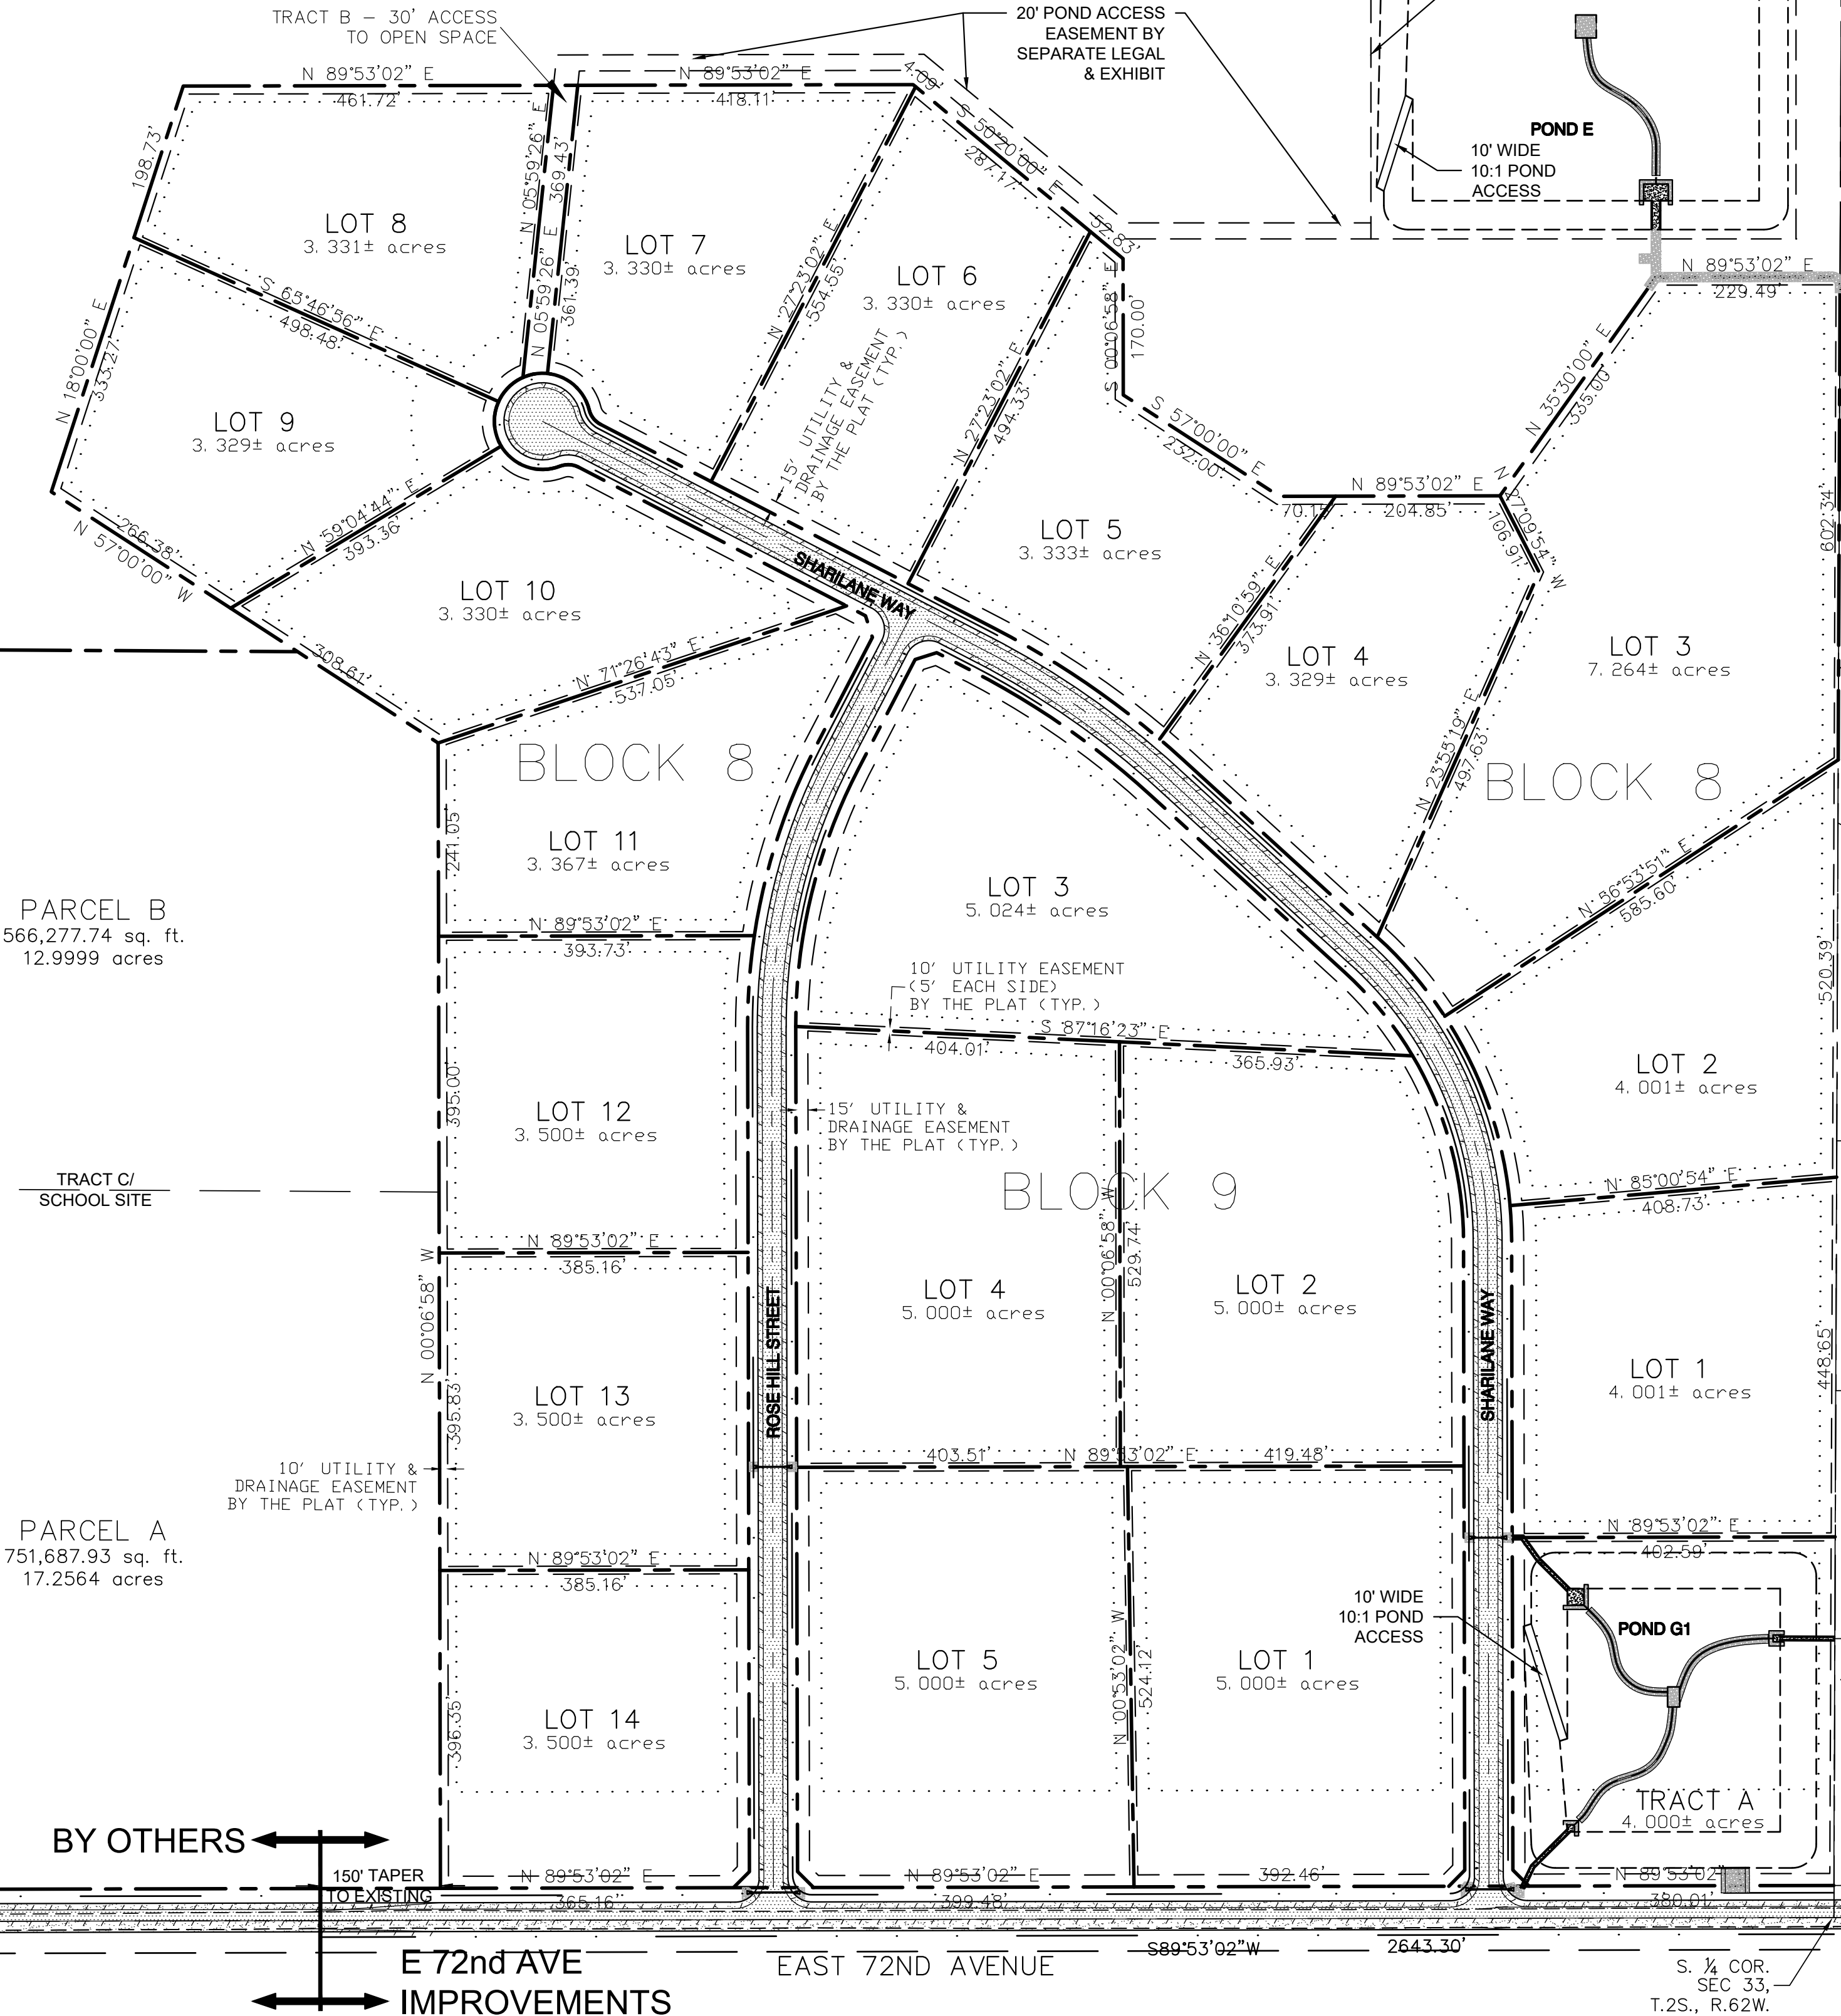 TRACT B – 30' ACCESS
TO OPEN SPACE
20' POND ACCESS
EASEMENT BY
SEPARATE LEGAL
& EXHIBIT
N 89°53'02" E
461.72'
N 89°53'02" E
418.11'
4.09'
S 50°20'00" E
287.17'
52.83'
POND E
10' WIDE
10:1 POND
ACCESS
198.73'
N 05°59'26" E
369.43'
N 05°59'26" E
361.39'
LOT 8
3.331± acres
LOT 7
3.330± acres
N 27°23'02" E
554.55'
LOT 6
3.330± acres
S 00°06'58" E
170.00'
N 89°53'02" E
229.49'
S 65°46'56" E
498.48'
N 18°00'00" E
333.27'
15' UTILITY &
DRAINAGE EASEMENT
BY THE PLAT (TYP.)
N 27°23'02" E
494.33'
N 35°30'00" E
335.00'
LOT 9
3.329± acres
S 57°00'00" E
232.00'
N 89°53'02" E
70.15'
204.85'
N 27°09'54" W
106.91'
602.34'
266.38'
N 57°00'00" W
N 59°04'44" E
393.36'
LOT 5
3.333± acres
SHARILANE WAY
LOT 10
3.330± acres
N 36°10'59" E
373.91'
LOT 4
3.329± acres
LOT 3
7.264± acres
308.61'
N 71°26'43" E
537.05'
N 23°55'19" E
497.63'
BLOCK 8
BLOCK 8
241.05'
LOT 11
3.367± acres
LOT 3
5.024± acres
N 56°53'51" E
585.60'
PARCEL B
566,277.74 sq. ft.
12.9999 acres
N 89°53'02" E
393.73'
10' UTILITY EASEMENT
(5' EACH SIDE)
BY THE PLAT (TYP.)
520.39'
S 87°16'23" E
404.01'
365.93'
395.00'
LOT 12
3.500± acres
15' UTILITY &
DRAINAGE EASEMENT
BY THE PLAT (TYP.)
LOT 2
4.001± acres
TRACT C/
SCHOOL SITE
BLOCK 9
N 85°00'54" E
408.73'
N 89°53'02" E
385.16'
N 00°06'58" W
N 00°06'58" W
529.74'
LOT 4
5.000± acres
LOT 2
5.000± acres
ROSE HILL STREET
SHARILANE WAY
LOT 13
3.500± acres
395.83'
LOT 1
4.001± acres
448.65'
403.51'
N 89°53'02" E
419.48'
10' UTILITY &
DRAINAGE EASEMENT
BY THE PLAT (TYP.)
PARCEL A
751,687.93 sq. ft.
17.2564 acres
N 89°53'02" E
385.16'
N 89°53'02" E
402.59'
10' WIDE
10:1 POND
ACCESS
POND G1
N 00°53'02" W
524.12'
LOT 5
5.000± acres
LOT 1
5.000± acres
LOT 14
3.500± acres
396.35'
TRACT A
4.000± acres
BY OTHERS
150' TAPER
TO EXISTING
N 89°53'02" E
365.16'
N 89°53'02" E
399.48'
392.46'
N 89°53'02"
380.01'
E 72nd AVE
IMPROVEMENTS
EAST 72ND AVENUE
S89°53'02"W
2643.30'
S. ¼ COR.
SEC 33,
T.2S., R.62W.